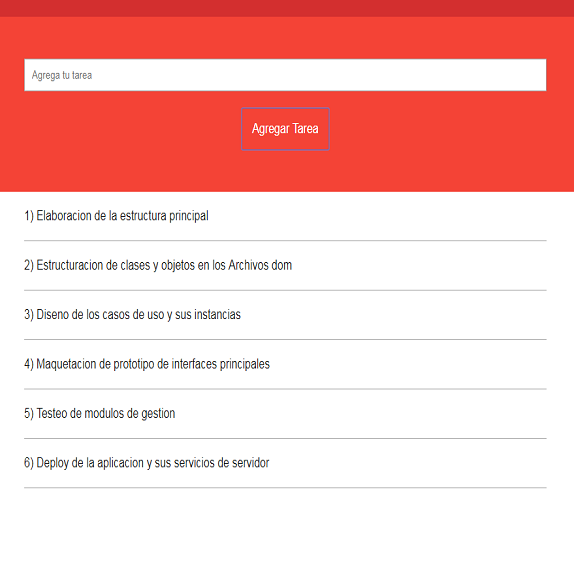 Agrega tu tarea
Agregar Tarea
1) Elaboracion de la estructura principal
2) Estructuracion de clases y objetos en los Archivos dom
3) Diseno de los casos de uso y sus instancias
4) Maquetacion de prototipo de interfaces principales
5) Testeo de modulos de gestion
6) Deploy de la aplicacion y sus servicios de servidor